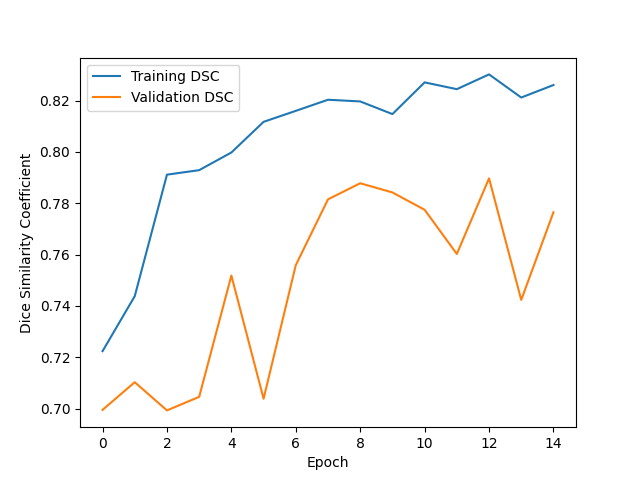 Training DSC
Validation DSC
0.82
0.80
0.78
0.76
0.74
0.72
0.70
Dice Similarity Coefficient
0 2 4 6 8 10 12 14
Epoch